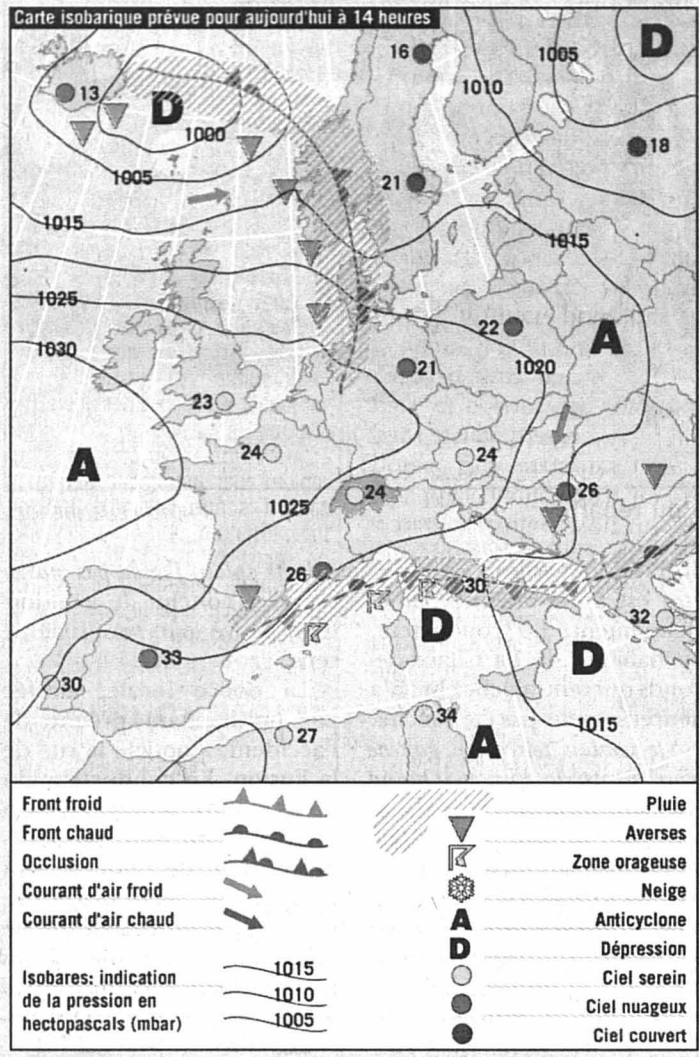 Carte isobarique prévue pour aujourd'hui à 14 heures
16
1005
D
13
1010
D
1000
18
1005
21
1015
1015
1025
22
A
1030
21
1020
23
24
24
A
24
26
1025
26
30
32
D
D
33
30
1015
34
27
A
Front froid
Front chaud
Occlusion
Courant d'air froid
Courant d'air chaud
Isobares: indication
de la pression en
hectopascals (mbar)
1015
1010
1005
Pluie
Averses
Zone orageuse
Neige
A Anticyclone
D Dépression
Ciel serein
Ciel nuageux
Ciel couvert